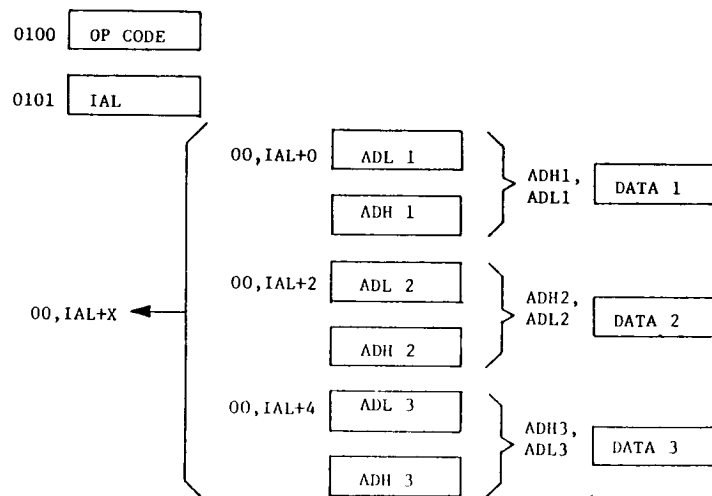 0100 OP CODE
0101 IAL
00,IAL+0 ADL 1
ADH 1
ADH1,
ADL1
DATA 1
00,IAL+2 ADL 2
ADH 2
ADH2,
ADL2
DATA 2
00,IAL+X
00,IAL+4 ADL 3
ADH 3
ADH3,
ADL3
DATA 3